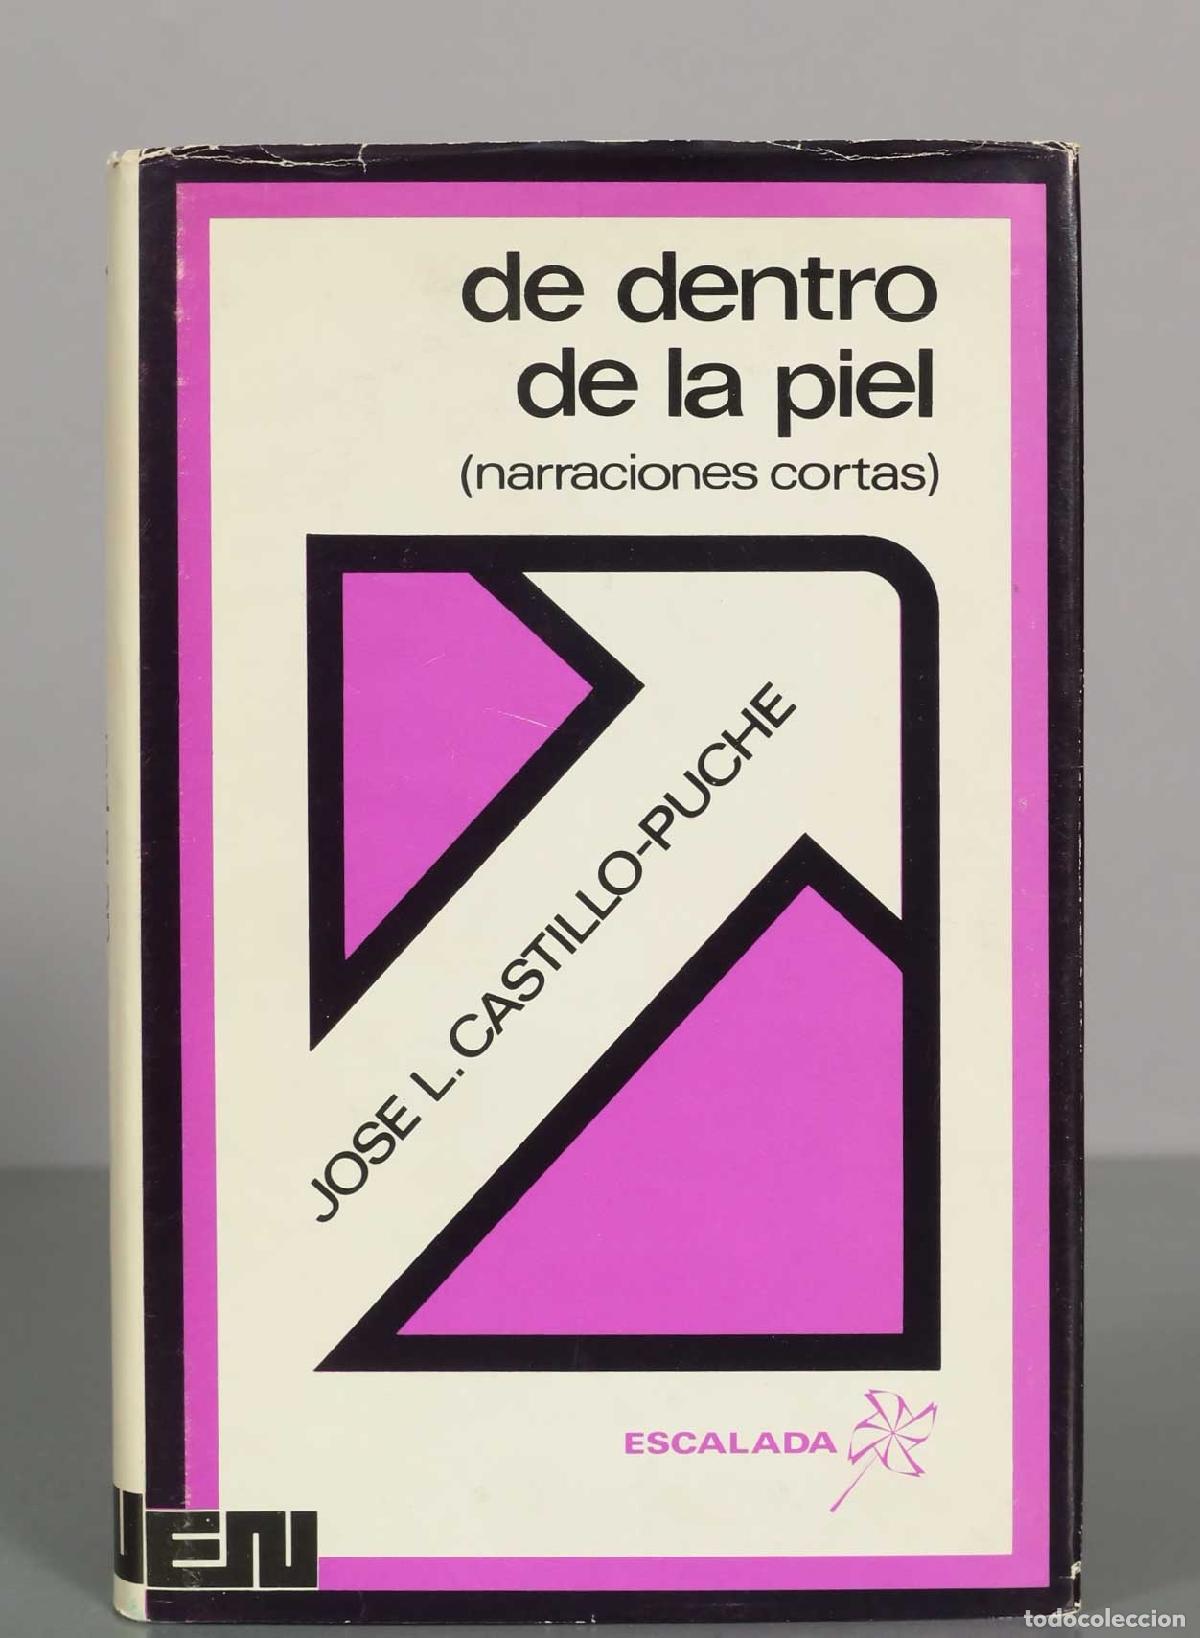 de dentro
de la piel
(narraciones cortas)
JOSE L. CASTILLO-PUCHE
ESCALADA
UEN
todocoleccion